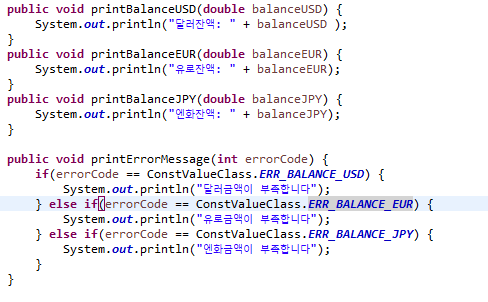 public void printBalanceUSD(double balanceUSD) {
System.out.println("달러잔액: " + balanceUSD );
}
public void printBalanceEUR(double balanceEUR) {
System.out.println("유로잔액: " + balanceEUR);
}
public void printBalanceJPY(double balanceJPY) {
System.out.println("엔화잔액: " + balanceJPY);
}
public void printErrorMessage(int errorCode) {
if(errorCode == ConstValueClass.ERR_BALANCE_USD) {
System.out.println("달러금액이 부족합니다");
} else if(errorCode == ConstValueClass.ERR_BALANCE_EUR) {
System.out.println("유로금액이 부족합니다");
} else if(errorCode == ConstValueClass.ERR_BALANCE_JPY) {
System.out.println("엔화금액이 부족합니다");
}
}